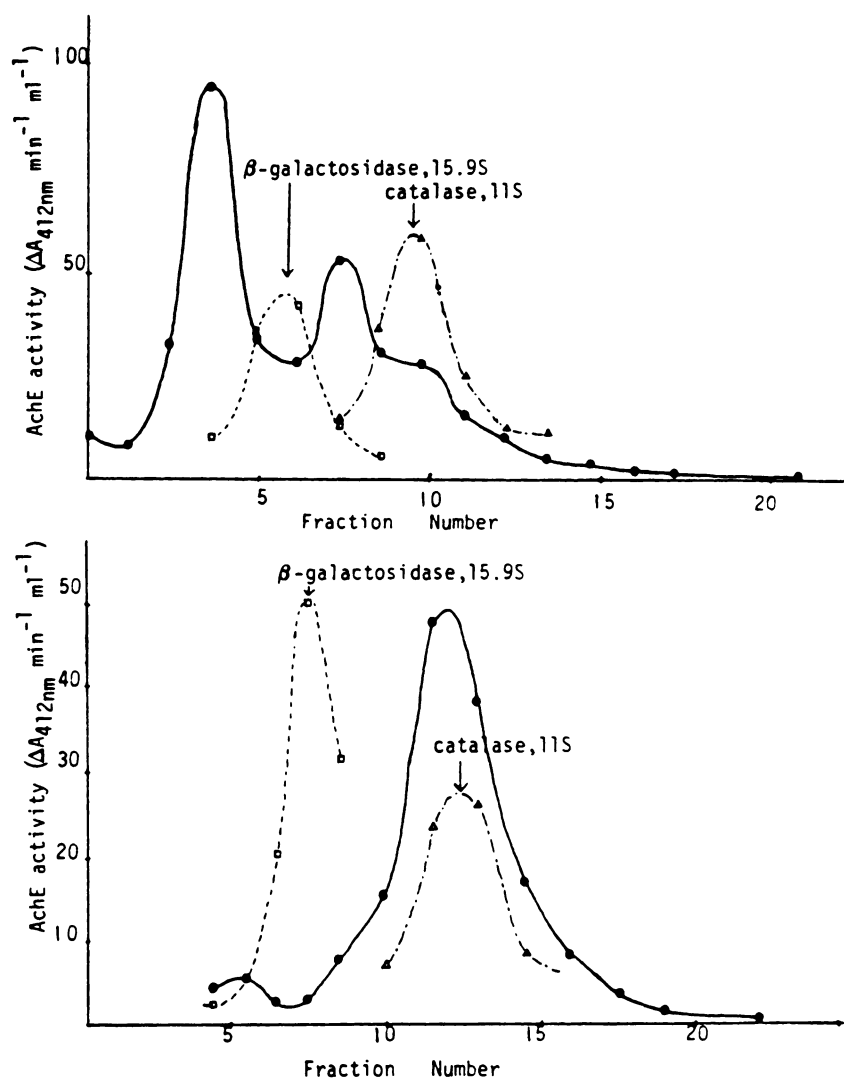 AchE activity (ΔA412nm min-1 ml-1)
100
β-galactosidase,15.9S
catalase,11S
50
5
10
15
20
Fraction Number
AchE activity (ΔA412nm min-1 ml-1)
β-galactosidase,15.9S
50
40
catalase,11S
30
20
10
5
10
15
20
Fraction Number